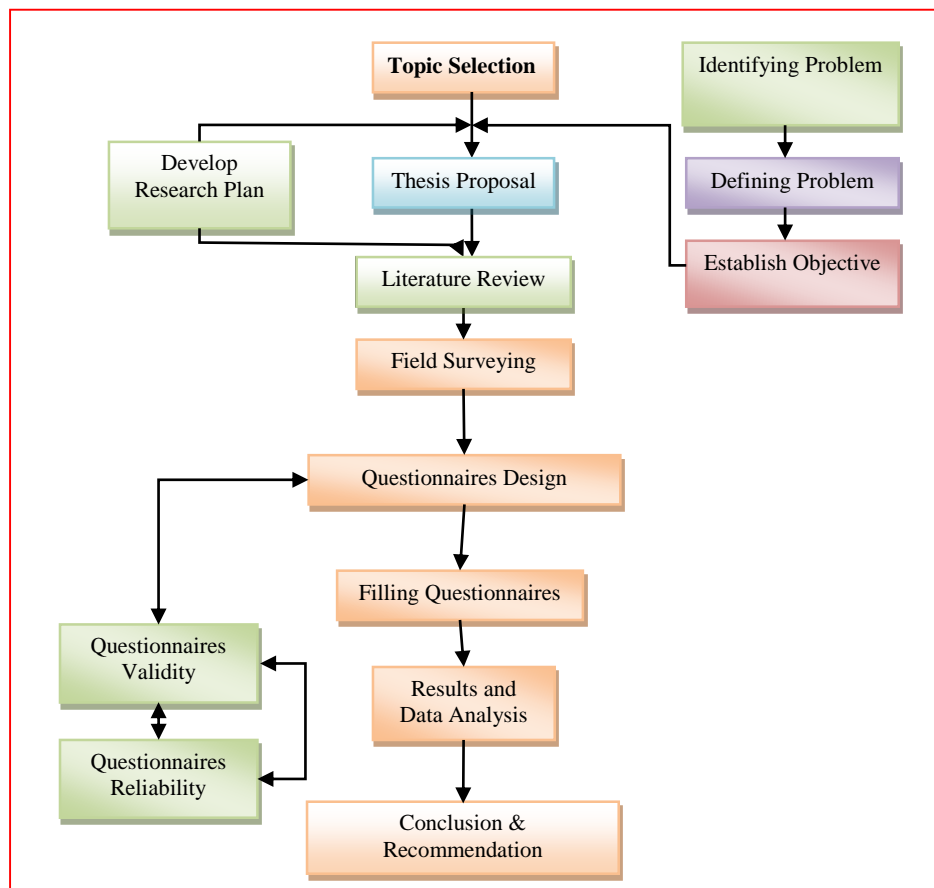 Topic Selection
Identifying Problem
Develop
Research Plan
Thesis Proposal
Defining Problem
Literature Review
Establish Objective
Field Surveying
Questionnaires Design
Filling Questionnaires
Questionnaires
Validity
Results and
Data Analysis
Questionnaires
Reliability
Conclusion &
Recommendation